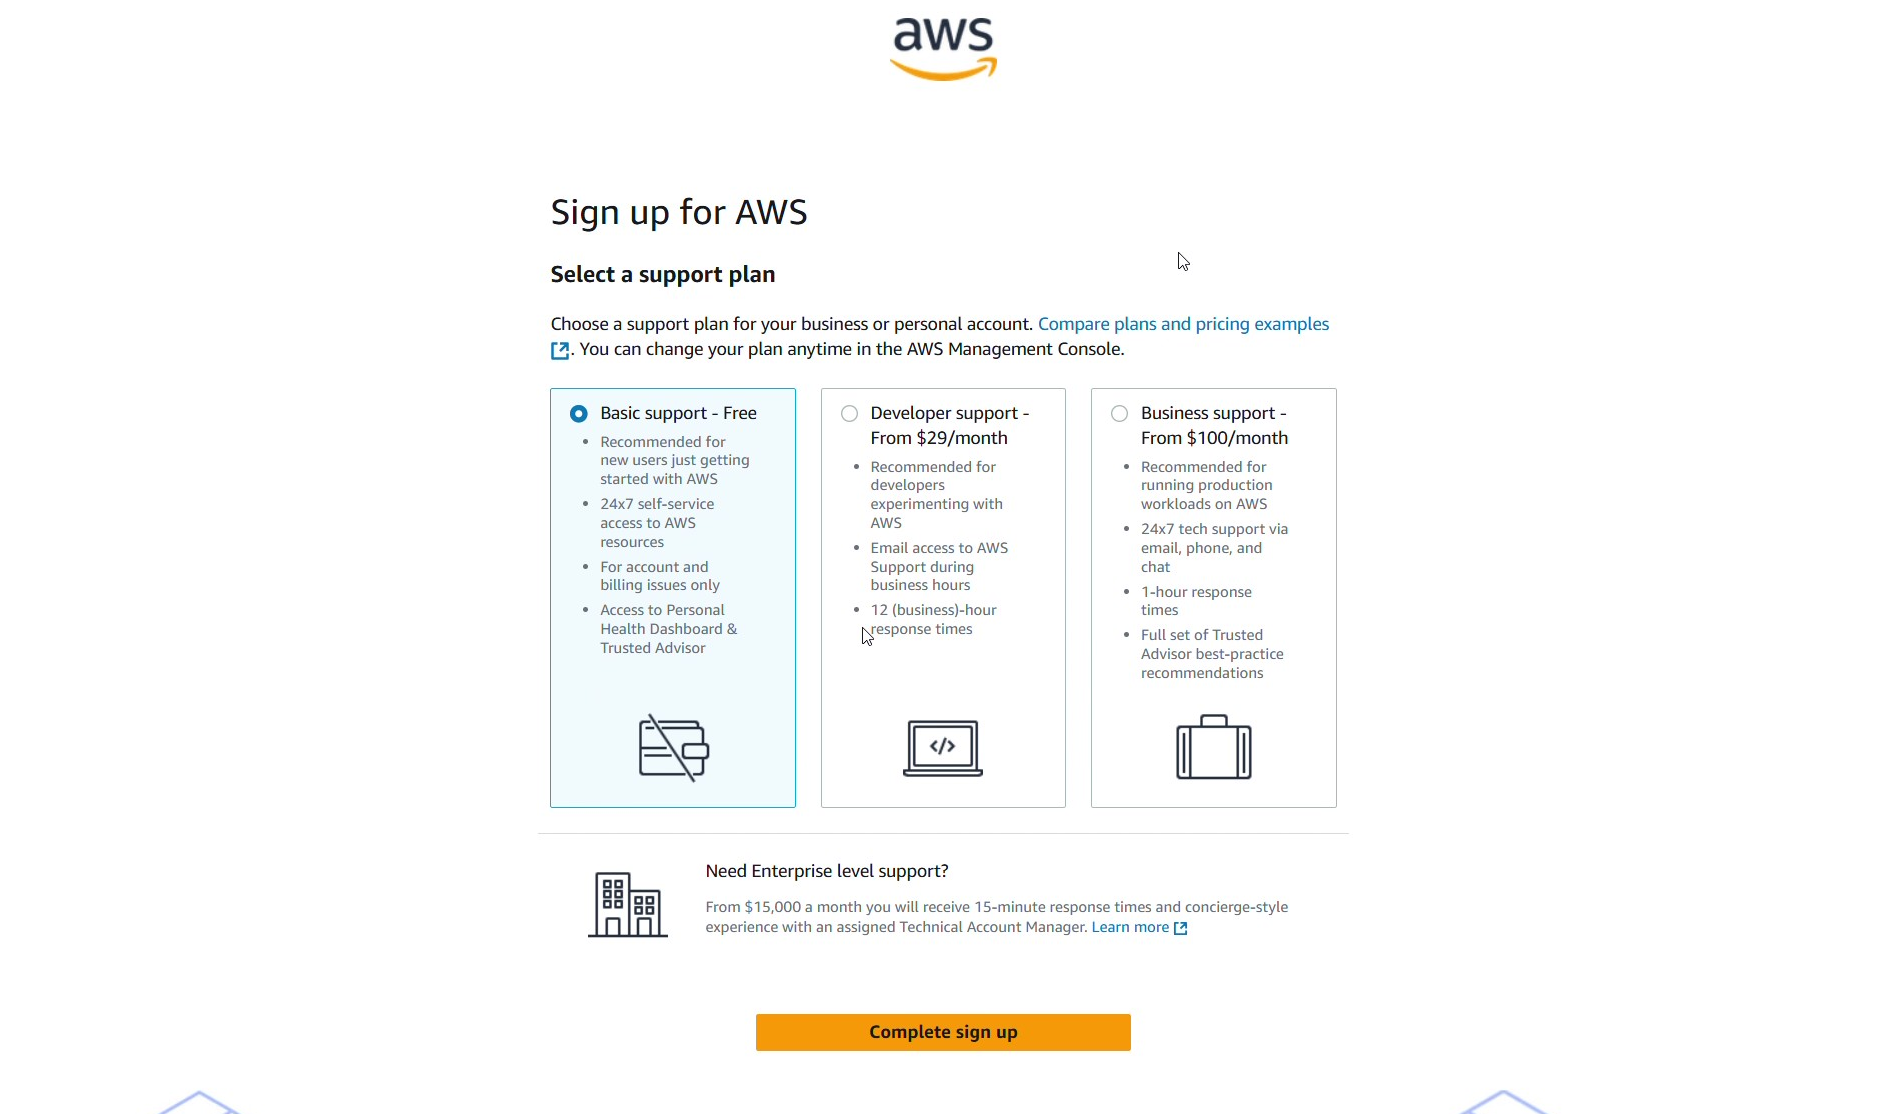 aws
Sign up for AWS
Select a support plan
Choose a support plan for your business or personal account. Compare plans and pricing examples
. You can change your plan anytime in the AWS Management Console.
Basic support - Free
• Recommended for
new users just getting
started with AWS
• 24x7 self-service
access to AWS
resources
• For account and
billing issues only
• Access to Personal
Health Dashboard &
Trusted Advisor
Developer support -
From $29/month
• Recommended for
developers
experimenting with
AWS
• Email access to AWS
Support during
business hours
• 12 (business)-hour
response times
</>
Business support -
From $100/month
• Recommended for
running production
workloads on AWS
• 24x7 tech support via
email, phone, and
chat
• 1-hour response
times
• Full set of Trusted
Advisor best-practice
recommendations
Need Enterprise level support?
From $15,000 a month you will receive 15-minute response times and concierge-style
experience with an assigned Technical Account Manager. Learn more
Complete sign up